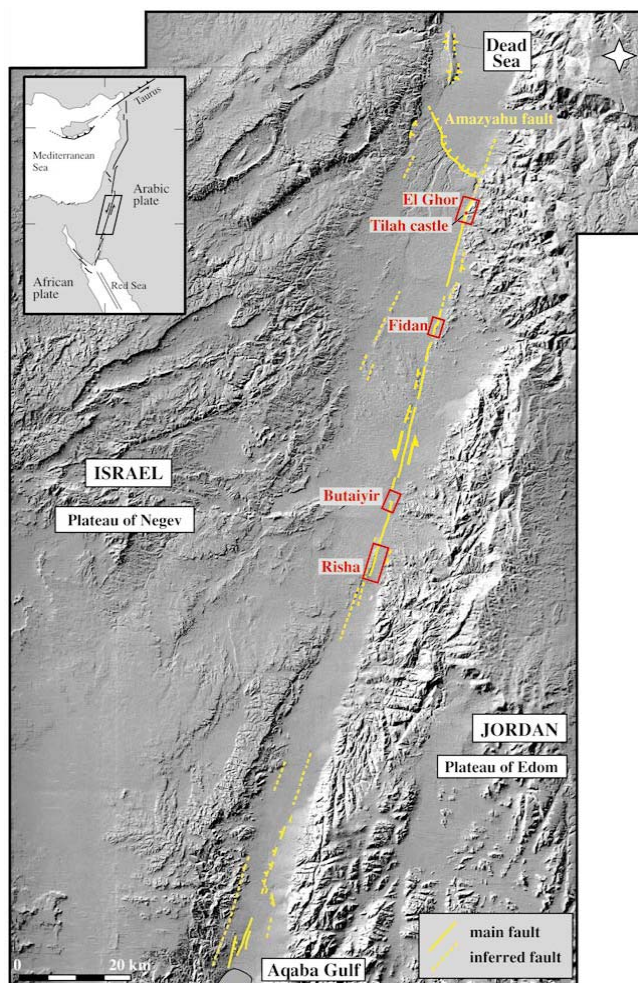 Dead
Sea
Taurus
Amazyahu fault
Mediterranean
Sea
Arabic
plate
El Ghor
Tilah castle
African
plate
Red Sea
Fidan
ISRAEL
Plateau of Negev
Butaiyir
Risha
JORDAN
Plateau of Edom
main fault
inferred fault
0 20 km
Aqaba Gulf